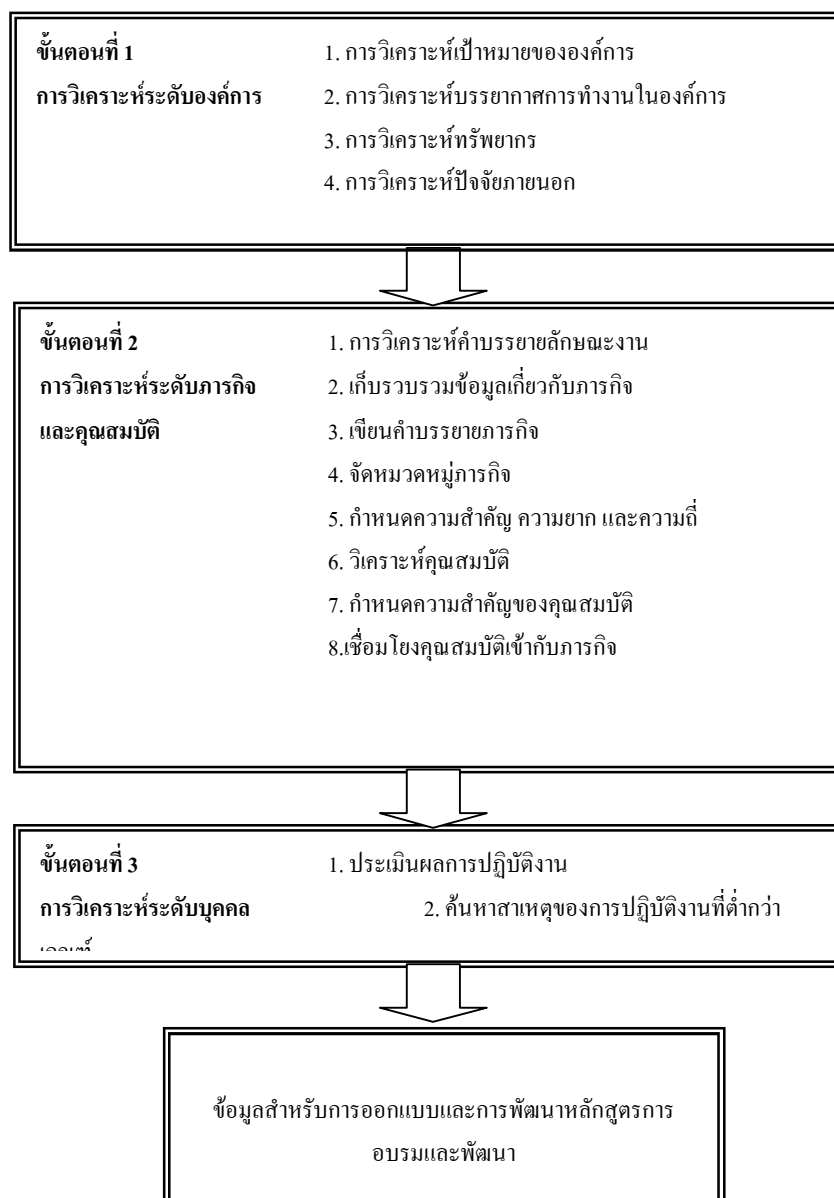 ขั้นตอนที่ 1 1. การวิเคราะห์เป้าหมายขององค์การ
การวิเคราะห์ระดับองค์การ 2. การวิเคราะห์บรรยากาศการทำงานในองค์การ
3. การวิเคราะห์ทรัพยากร
4. การวิเคราะห์ปัจจัยภายนอก
ขั้นตอนที่ 2 1. การวิเคราะห์คำบรรยายลักษณะงาน
การวิเคราะห์ระดับภารกิจ 2. เก็บรวบรวมข้อมูลเกี่ยวกับภารกิจ
และคุณสมบัติ 3. เขียนคำบรรยายภารกิจ
4. จัดหมวดหมู่ภารกิจ
5. กำหนดความสำคัญ ความยาก และความถี่
6. วิเคราะห์คุณสมบัติ
7. กำหนดความสำคัญของคุณสมบัติ
8.เชื่อมโยงคุณสมบัติเข้ากับภารกิจ
ขั้นตอนที่ 3 1. ประเมินผลการปฏิบัติงาน
การวิเคราะห์ระดับบุคคล 2. ค้นหาสาเหตุของการปฏิบัติงานที่ต่ำกว่า
ข้อมูลสำหรับการออกแบบและการพัฒนาหลักสูตรการ
อบรมและพัฒนา